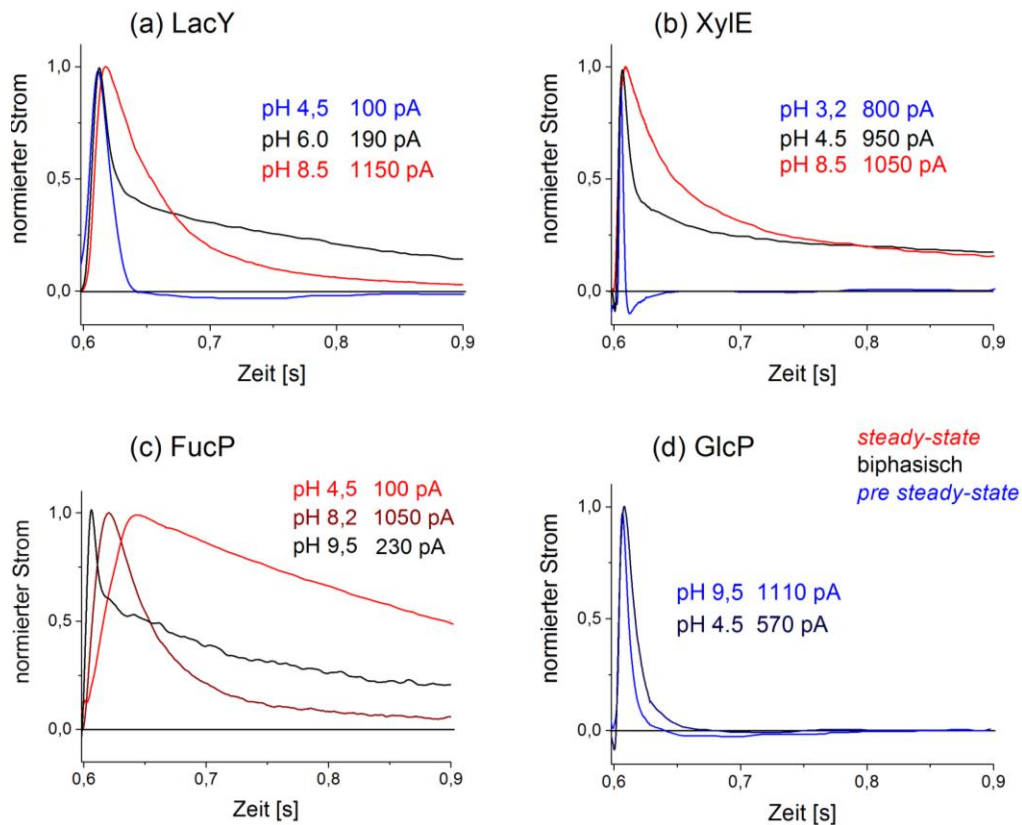 (a) LacY
normierter Strom
1,0
0,5
0,0
pH 4,5 100 pA
pH 6.0 190 pA
pH 8.5 1150 pA
0,6 0,7 0,8 0,9
Zeit [s]
(b) XylE
normierter Strom
1,0
0,5
0,0
pH 3,2 800 pA
pH 4.5 950 pA
pH 8.5 1050 pA
0,6 0,7 0,8 0,9
Zeit [s]
(c) FucP
normierter Strom
1,0
0,5
0,0
pH 4,5 100 pA
pH 8,2 1050 pA
pH 9,5 230 pA
0,6 0,7 0,8 0,9
Zeit [s]
(d) GlcP
steady-state
biphasisch
pre steady-state
normierter Strom
1,0
0,5
0,0
pH 9,5 1110 pA
pH 4.5 570 pA
0,6 0,7 0,8 0,9
Zeit [s]